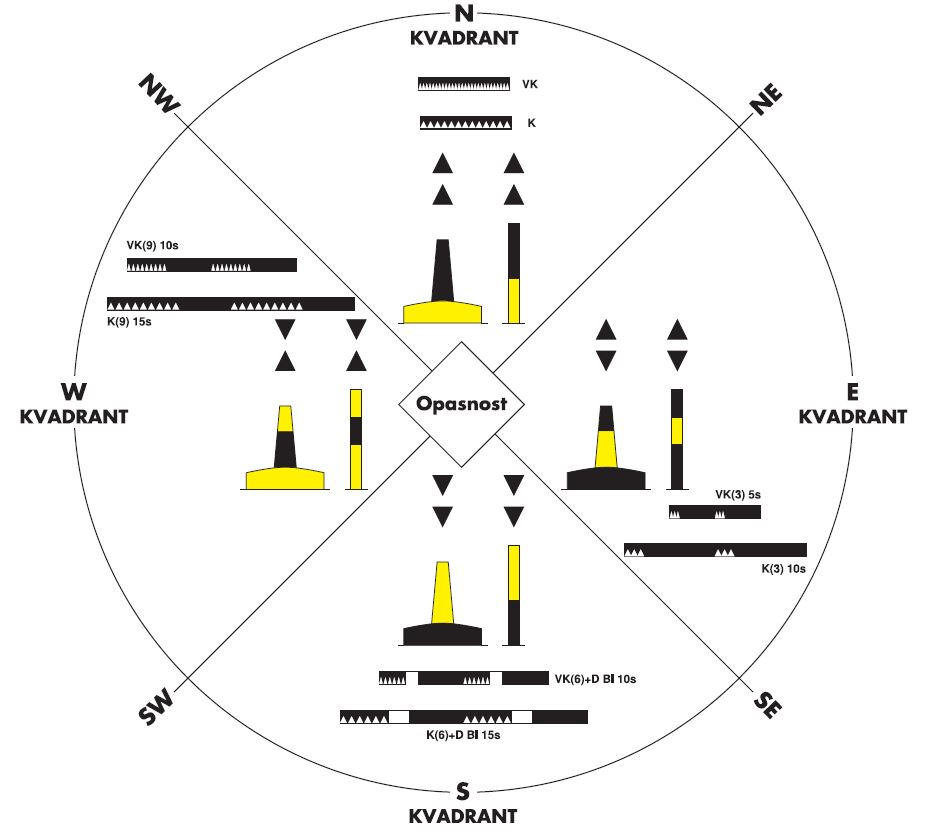 N
KVADRANT
NW
NE
VK
K
VK(9) 10s
K(9) 15s
W
KVADRANT
Opasnost
E
KVADRANT
VK(3) 5s
K(3) 10s
VK(6)+D Bl 10s
K(6)+D Bl 15s
SW
SE
S
KVADRANT